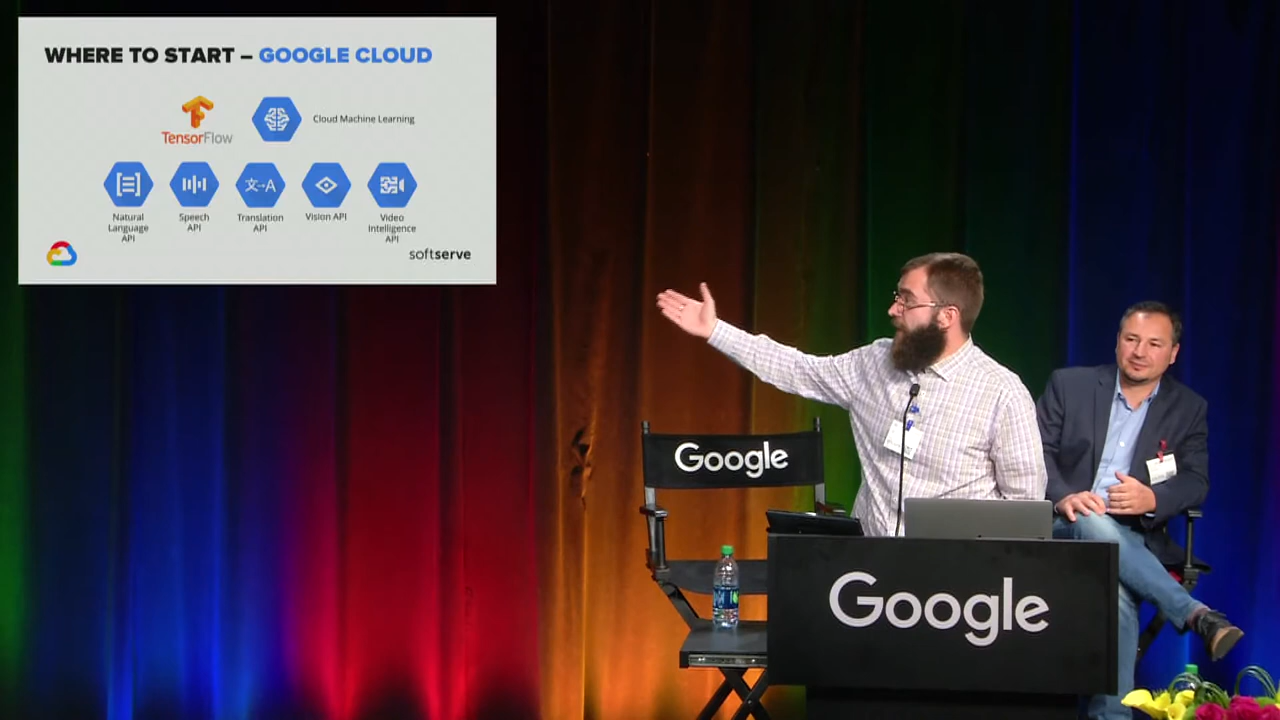 WHERE TO START – GOOGLE CLOUD
TensorFlow
Cloud Machine Learning
文→A
Natural
Language
API
Speech
API
Translation
API
Vision API
Video
Intelligence
API
softserve
Google
Google